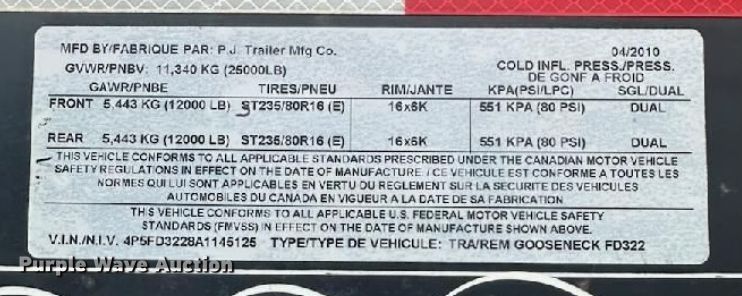 MFD BY/FABRIQUE PAR: P.J. Trailer Mfg Co. 04/2010
GVWR/PNBV: 11,340 KG (25000LB) COLD INFL. PRESS./PRESS.
DE GONF A FROID
GAWR/PNBE TIRES/PNEU RIM/JANTE KPA(PSI/LPC) SGL/DUAL
FRONT 5,443 KG (12000 LB) ST235/80R16 (E) 16x6K 551 KPA (80 PSI) DUAL
REAR 5,443 KG (12000 LB) ST235/80R16 (E) 16x6K 551 KPA (80 PSI) DUAL
THIS VEHICLE CONFORMS TO ALL APPLICABLE STANDARDS PRESCRIBED UNDER THE CANADIAN MOTOR VEHICLE
SAFETY REGULATIONS IN EFFECT ON THE DATE OF MANUFACTURE. / CE VEHICULE EST CONFORME A TOUTES LES
NORMES QUI LUI SONT APPLICABLES EN VERTU DU REGLEMENT SUR LA SECURITE DES VEHICULES
AUTOMOBILES DU CANADA EN VIGUEUR A LA DATE DE SA FABRICATION
THIS VEHICLE CONFORMS TO ALL APPLICABLE U.S. FEDERAL MOTOR VEHICLE SAFETY
STANDARDS (FMVSS) IN EFFECT ON THE DATE OF MANUFACTURE SHOWN ABOVE.
V.I.N./N.I.V. 4P5FD3228A1145125 TYPE/TYPE DE VEHICULE: TRA/REM GOOSENECK FD322
Purple Wave Auction